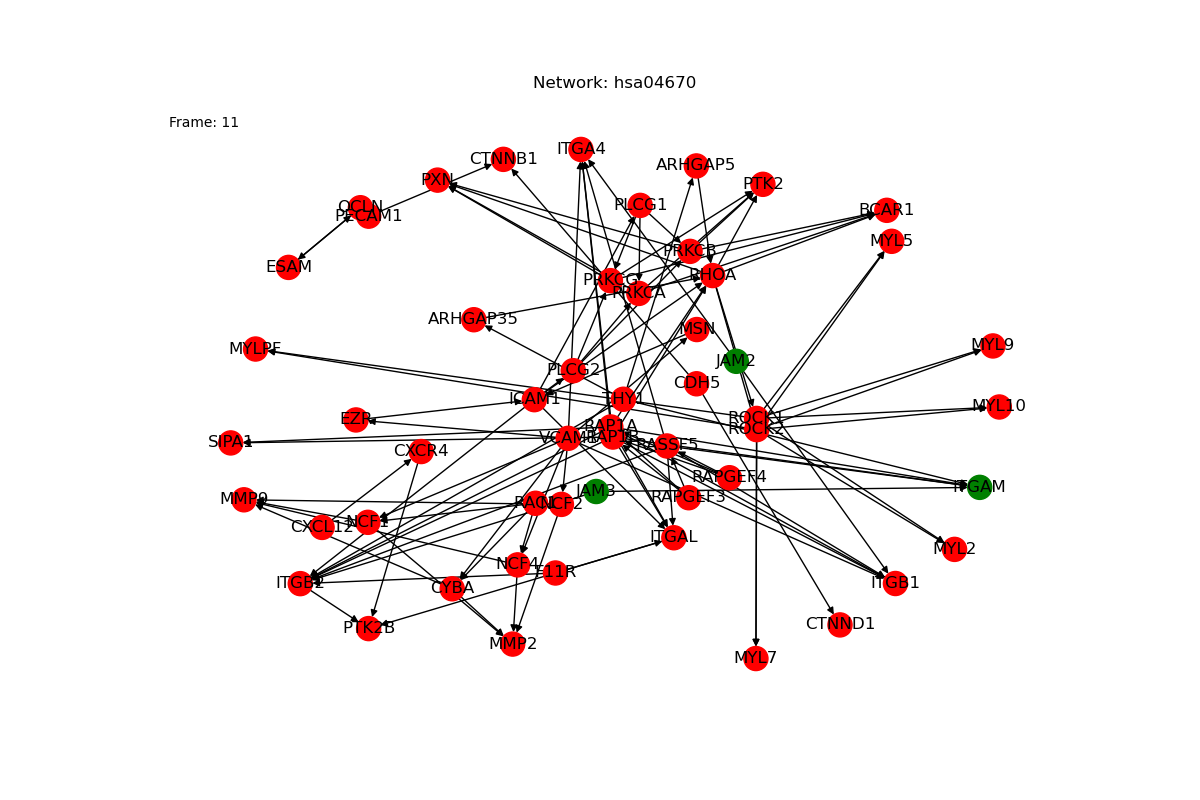 Network: hsa04670
Frame: 11
ITGA4
CTNNB1
ARHGAP5
PXN
PTK2
PLCG1
OCLN
PECAM1
BCAR1
MYL5
PRKCB
ESAM
RHOA
PRKCG
PRKCA
ARHGAP35
MSN
MYLPF
MYL9
JAM2
PLCG2
CDH5
ICAM1
THY1
MYL10
EZR
ROCK1
ROCK2
RAP1A
RAP1B
VCAM1
SIPA1
RASSF5
CXCR4
RAPGEF4
ITGAM
JAM3
RAPGEF3
MMP9
RAC1
NCF2
NCF1
CXCL12
ITGAL
MYL2
NCF4
F11R
ITGB2
CYBA
ITGB1
CTNND1
PTK2B
MMP2
MYL7